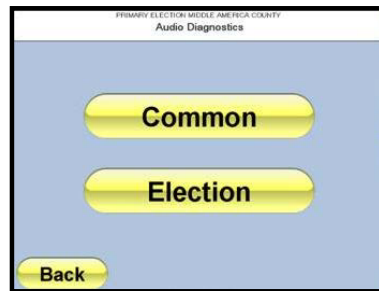 PRIMARY ELECTION MIDDLE AMERICA COUNTY
Audio Diagnostics
Common
Election
Back